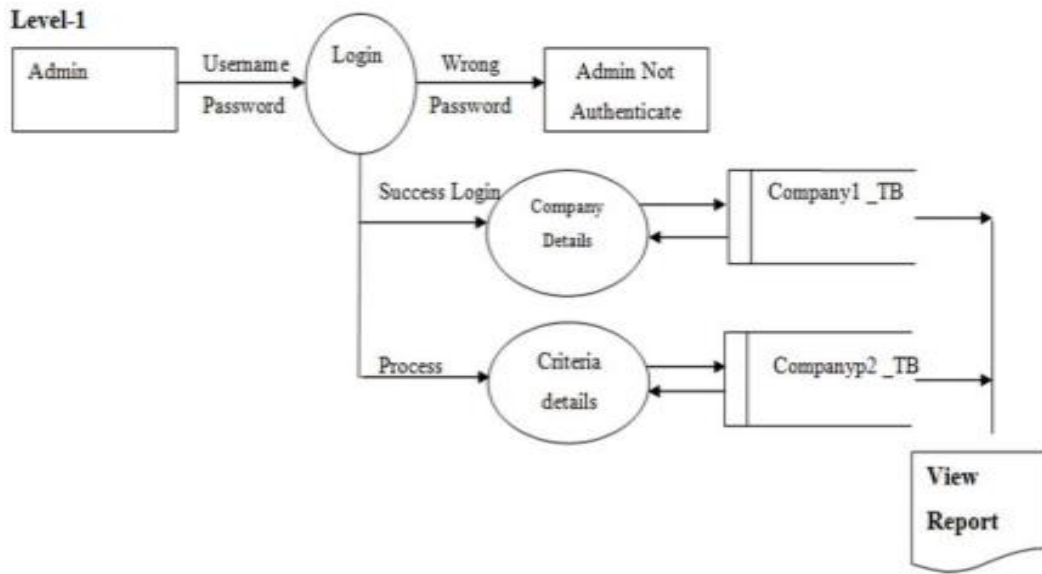 Level-1
Admin
Username
Password
Login
Wrong
Password
Admin Not
Authenticate
Success Login
Company
Details
Company1 _TB
Process
Criteria
details
Companyp2 _TB
View
Report